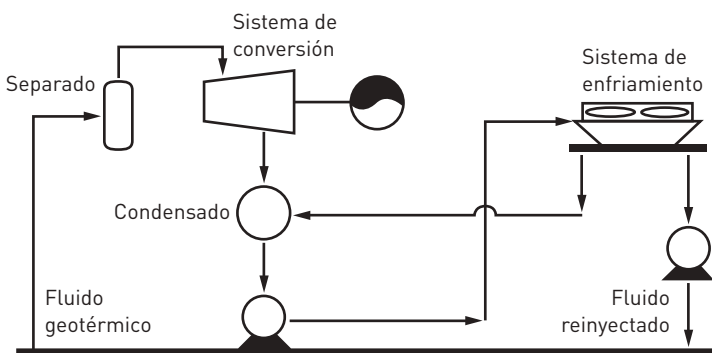 Sistema de
conversión
Separado
Sistema de
enfriamiento
Condensado
Fluido
geotérmico
Fluido
reinyectado